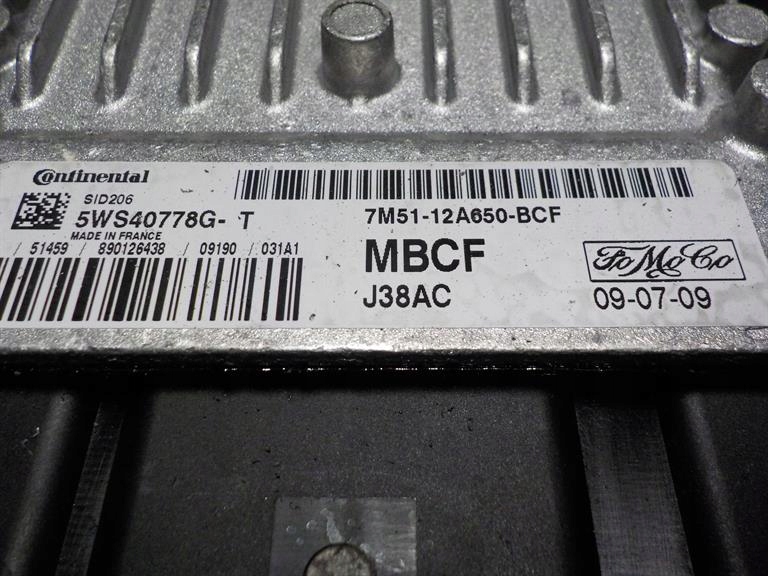 Continental
SID206
5WS40778G- T
MADE IN FRANCE
/ 51459 / 890126438 / 09190 / 031A1
7M51-12A650-BCF
MBCF
J38AC
FoMoCo
09-07-09